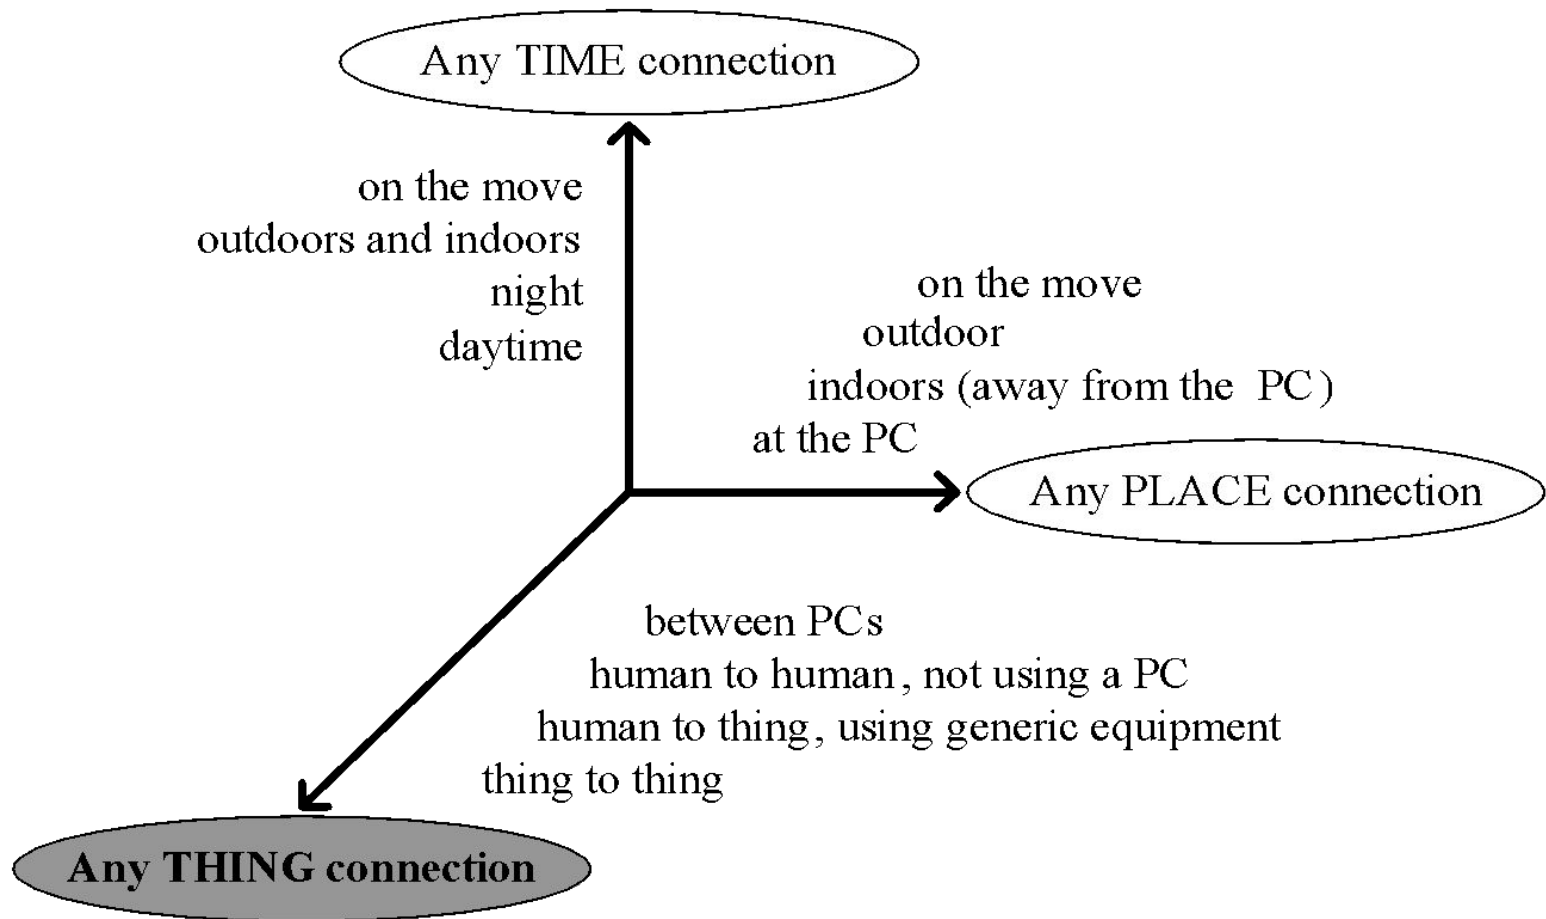 Any TIME connection
on the move
outdoors and indoors
night
daytime
on the move
outdoor
indoors (away from the PC)
at the PC
Any PLACE connection
between PCs
human to human, not using a PC
human to thing, using generic equipment
thing to thing
Any THING connection